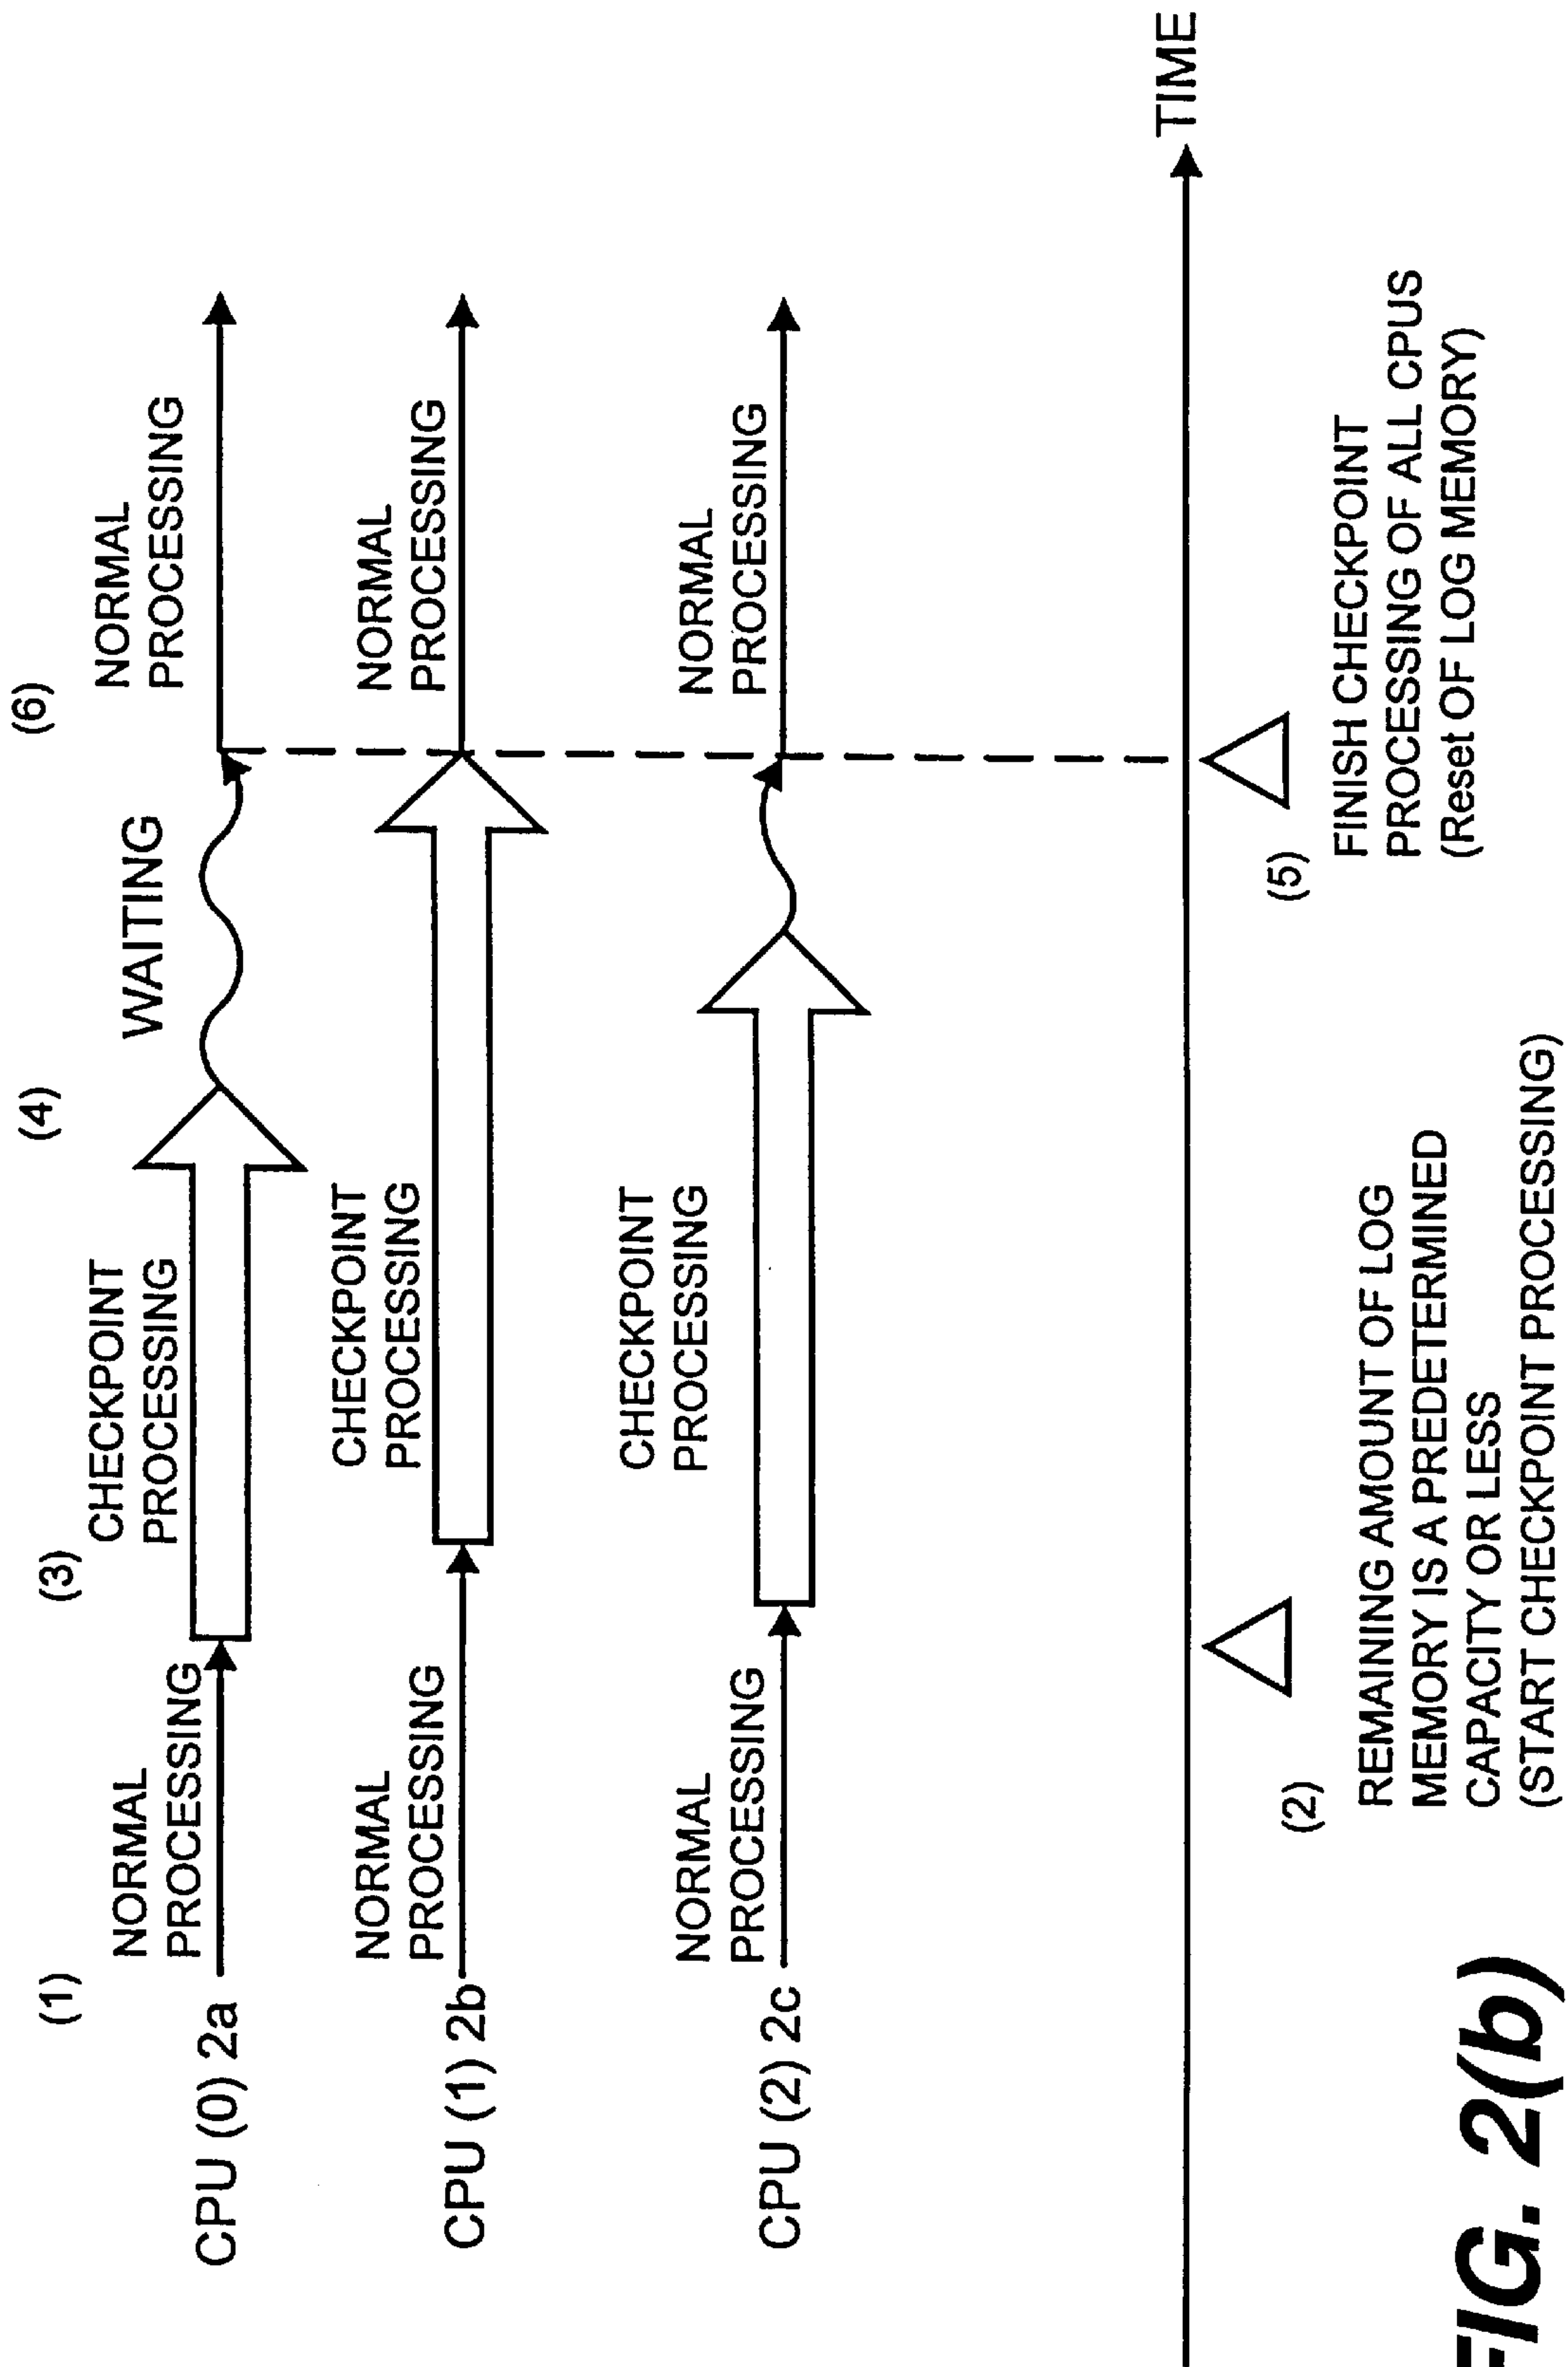 (1)
(3)
(4)
(6)
CPU (0) 2a
NORMAL
PROCESSING
CHECKPOINT
PROCESSING
WAITING
NORMAL
PROCESSING
CPU (1) 2b
NORMAL
PROCESSING
CHECKPOINT
PROCESSING
NORMAL
PROCESSING
CPU (2) 2c
NORMAL
PROCESSING
CHECKPOINT
PROCESSING
NORMAL
PROCESSING
TIME
(2)
REMAINING AMOUNT OF LOG
MEMORY IS A PREDETERMINED
CAPACITY OR LESS
(START CHECKPOINT PROCESSING)
(5)
FINISH CHECKPOINT
PROCESSING OF ALL CPUS
(Reset OF LOG MEMORY)
FIG. 2(b)